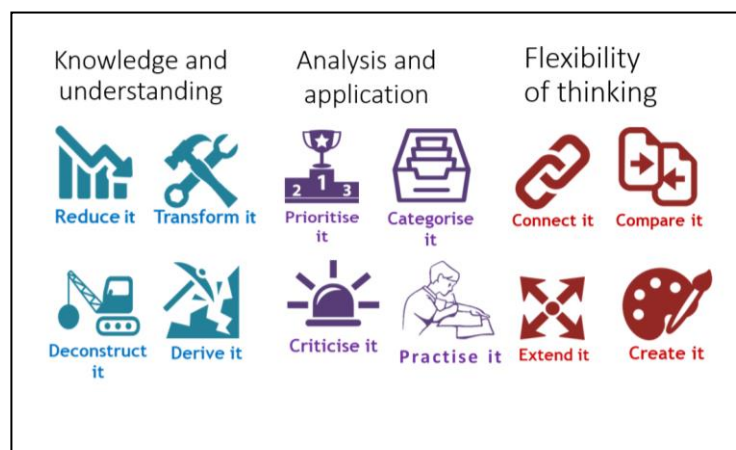 Knowledge and
understanding
Reduce it
Transform it
Deconstruct
it
Derive it
Analysis and
application
2 1 3
Prioritise
it
Categorise
it
Criticise it
Practise it
Flexibility
of thinking
Connect it
Compare it
Extend it
Create it